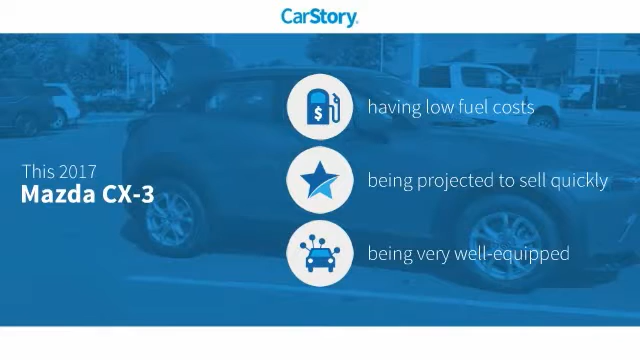 CarStory
This 2017
Mazda CX-3
$
having low fuel costs
being projected to sell quickly
being very well-equipped